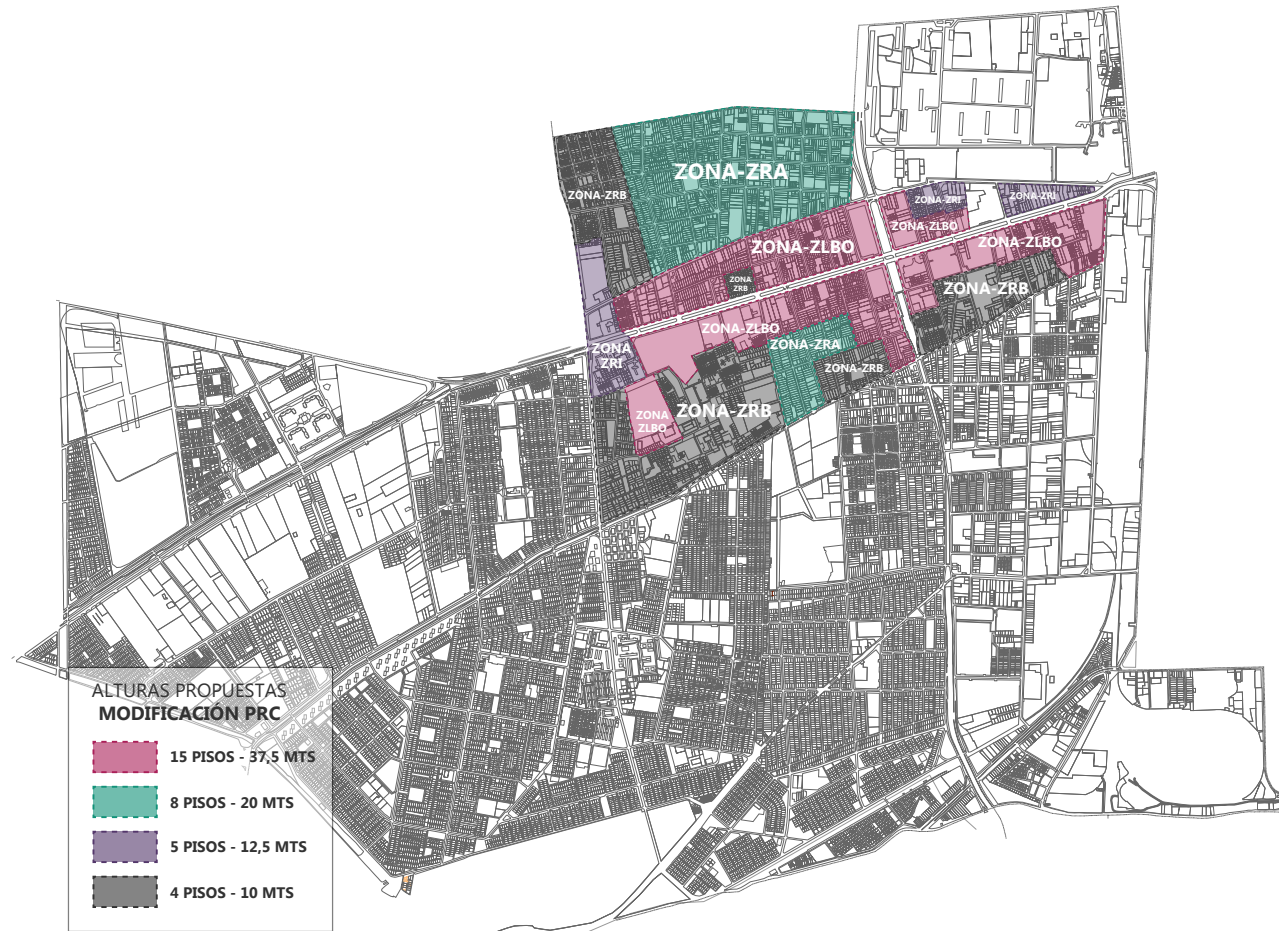 ZONA-ZRA
ZONA-ZRB
ZONA-ZRI
ZONA-ZRI
ZONA-ZLBO
ZONA-ZLBO
ZONA-ZLBO
ZONA
ZRB
ZONA-ZRB
ZONA-ZLBO
ZONA
ZRI
ZONA-ZRA
ZONA-ZRB
ZONA-ZRB
ZONA
ZLBO
ALTURAS PROPUESTAS
MODIFICACIÓN PRC
15 PISOS - 37,5 MTS
8 PISOS - 20 MTS
5 PISOS - 12,5 MTS
4 PISOS - 10 MTS